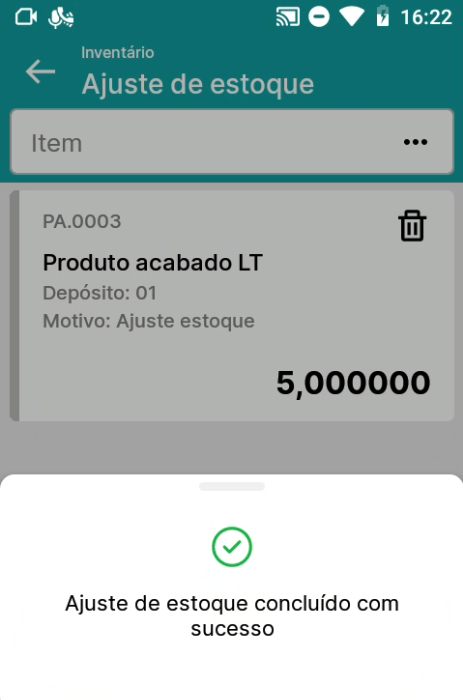 16:22
Inventário
Ajuste de estoque
Item
PA.0003
Produto acabado LT
Depósito: 01
Motivo: Ajuste estoque
5,000000
Ajuste de estoque concluído com
sucesso